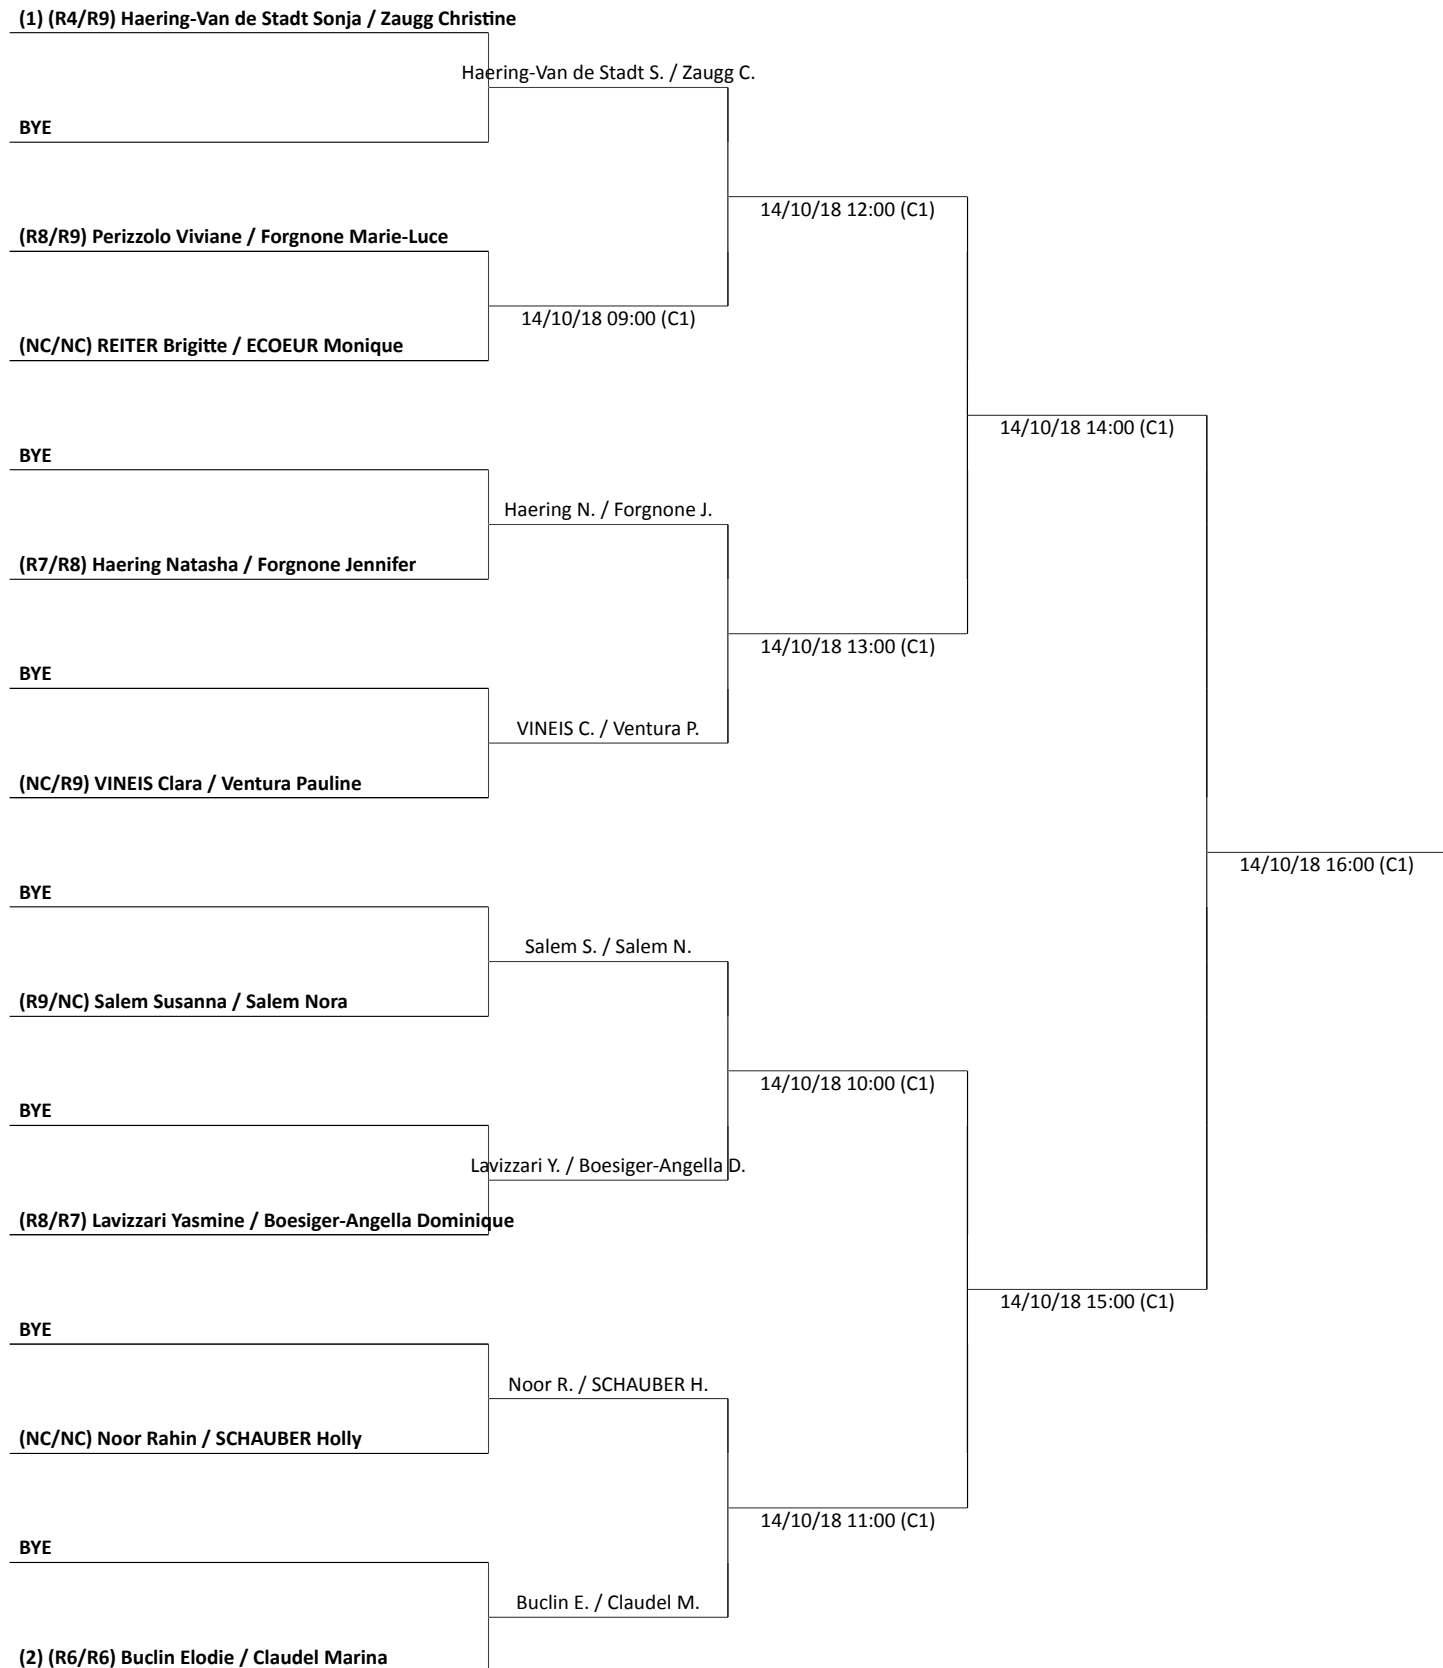 (1) (R4/R9) Haering-Van de Stadt Sonja / Zaugg Christine
Haering-Van de Stadt S. / Zaugg C.
BYE
14/10/18 12:00 (C1)
(R8/R9) Perizzolo Viviane / Forgnone Marie-Luce
14/10/18 09:00 (C1)
(NC/NC) REITER Brigitte / ECOEUR Monique
14/10/18 14:00 (C1)
BYE
Haering N. / Forgnone J.
(R7/R8) Haering Natasha / Forgnone Jennifer
14/10/18 13:00 (C1)
BYE
VINEIS C. / Ventura P.
(NC/R9) VINEIS Clara / Ventura Pauline
14/10/18 16:00 (C1)
BYE
Salem S. / Salem N.
(R9/NC) Salem Susanna / Salem Nora
14/10/18 10:00 (C1)
BYE
Lavizzari Y. / Boesiger-Angella D.
(R8/R7) Lavizzari Yasmine / Boesiger-Angella Dominique
14/10/18 15:00 (C1)
BYE
Noor R. / SCHAUBER H.
(NC/NC) Noor Rahin / SCHAUBER Holly
14/10/18 11:00 (C1)
BYE
Buclin E. / Claudel M.
(2) (R6/R6) Buclin Elodie / Claudel Marina